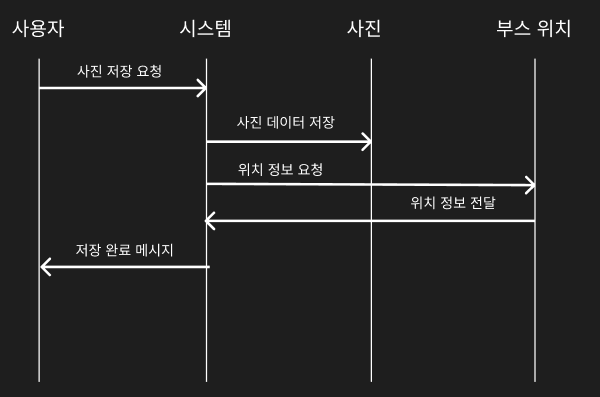 사용자
시스템
사진
부스 위치
사진 저장 요청
사진 데이터 저장
위치 정보 요청
위치 정보 전달
저장 완료 메시지